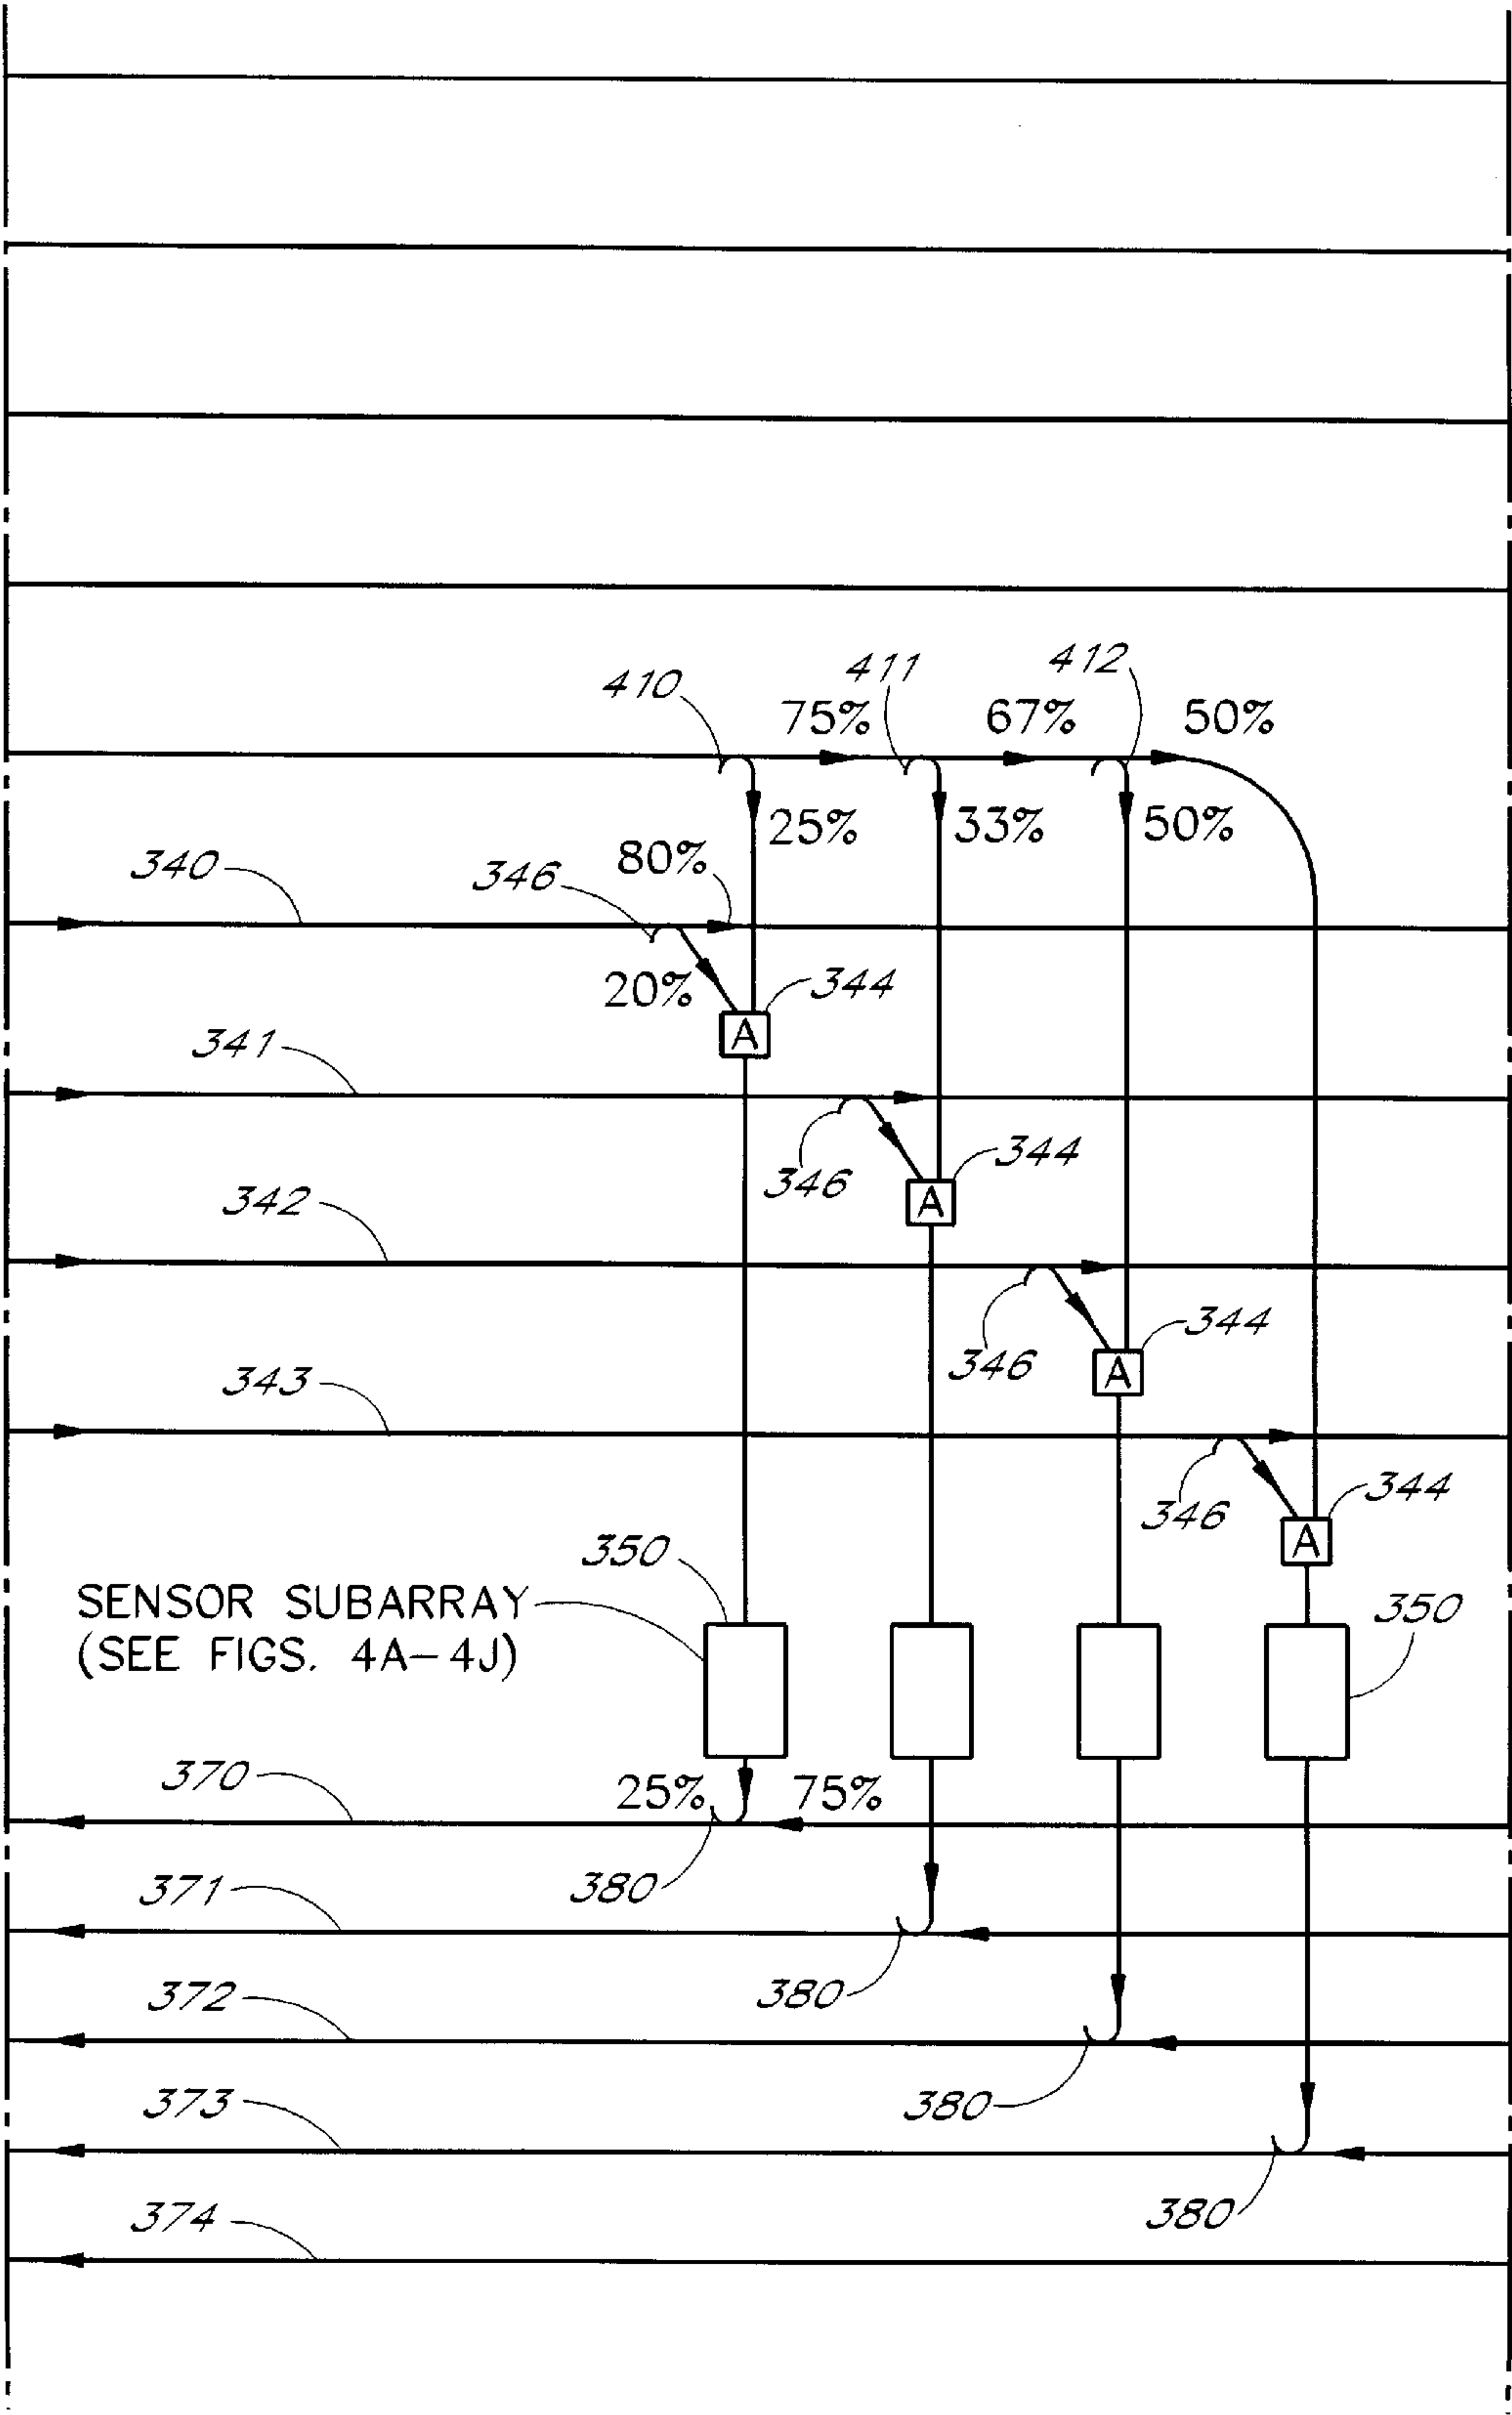 410 411 412
75% 67% 50%
25% 33% 50%
340 346 80%
20% 344
341
346 344
342
346 344
343
346 344
350
SENSOR SUBARRAY
(SEE FIGS. 4A-4J)
350
A
A
A
A
370 25% 75%
380
371
380
372
380
373
380
374